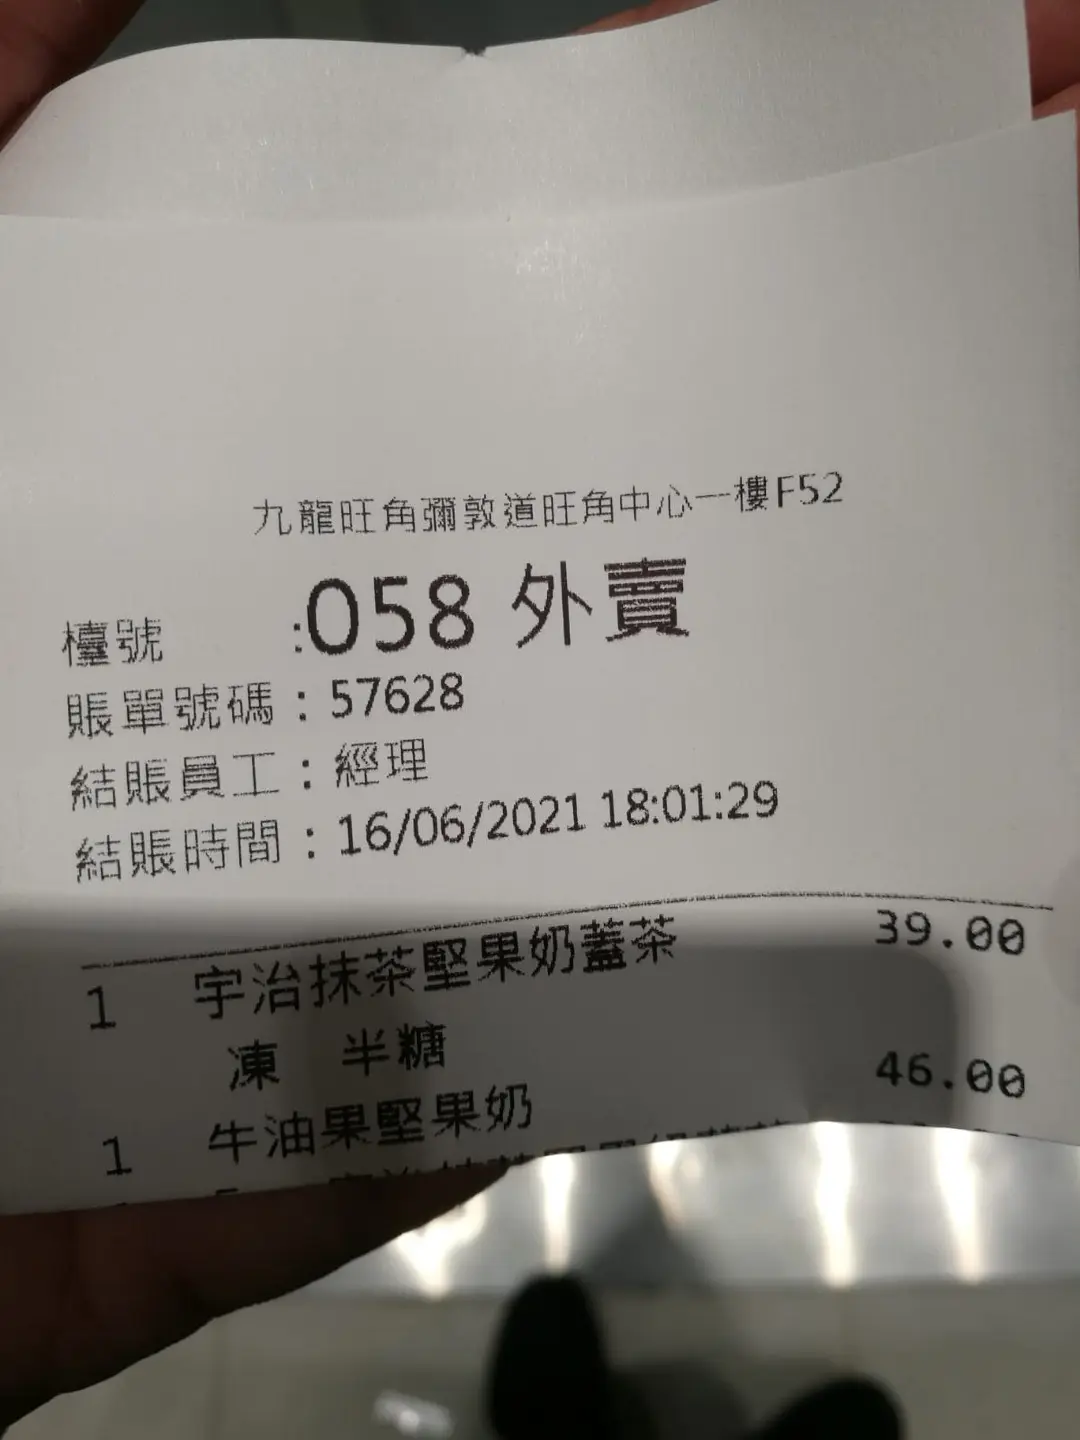 九龍旺角彌敦道旺角中心一樓F52
檯號 :058 外賣
賬單號碼 : 57628
結賬員工 : 經理
結賬時間 : 16/06/2021 18:01:29
1 宇治抹茶堅果奶蓋茶 39.00
凍 半糖
1 牛油果堅果奶 46.00